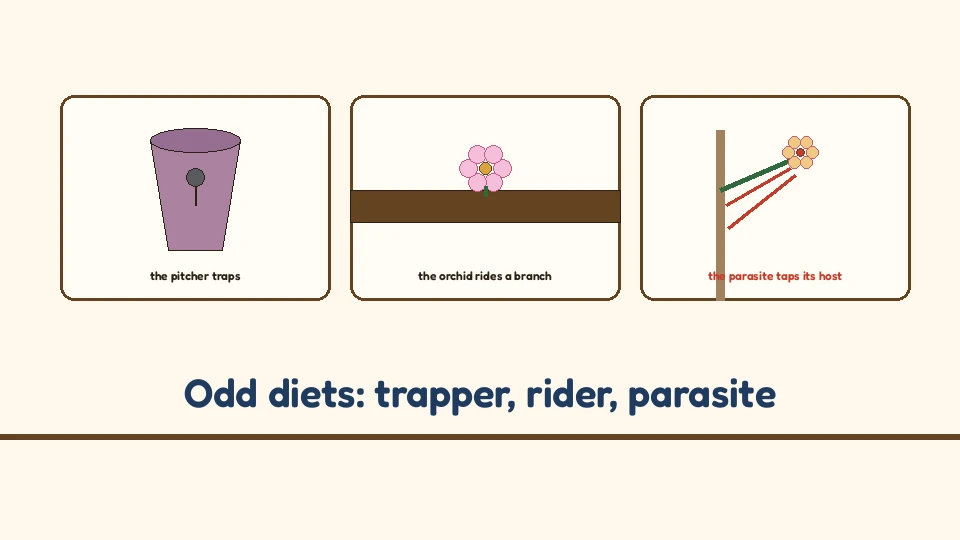 the pitcher traps
the orchid rides a branch
the parasite taps its host
Odd diets: trapper, rider, parasite